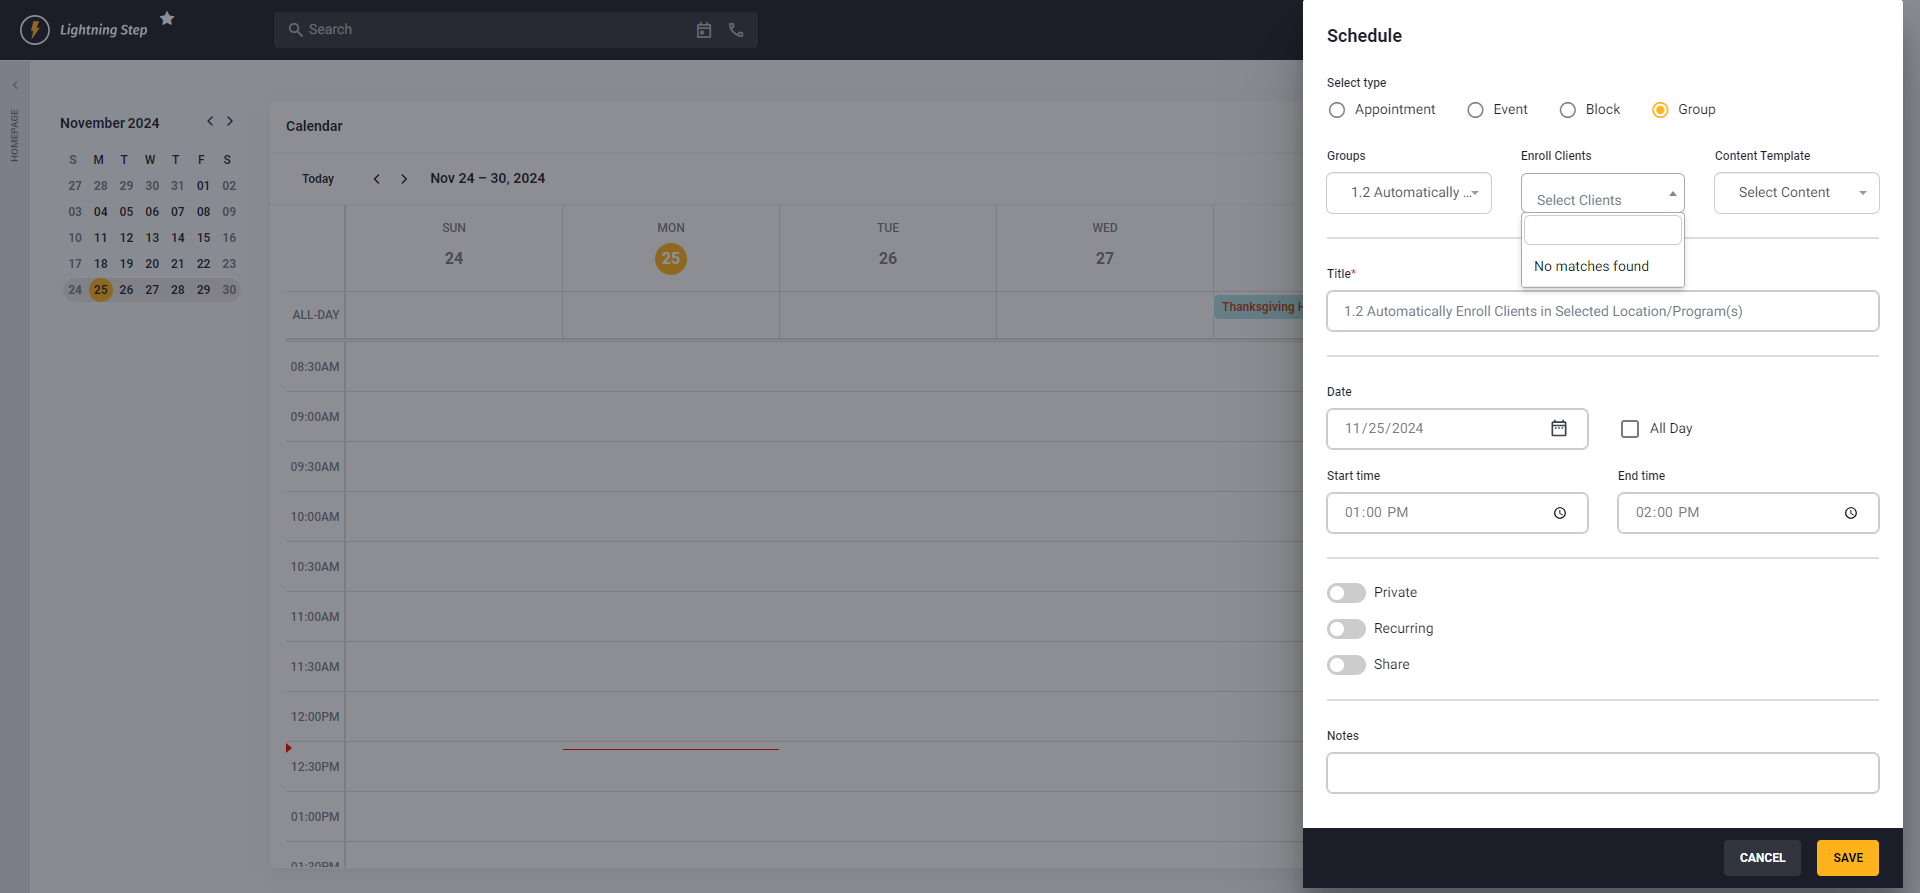 Lightning Step
Search
HOMEPAGE
November 2024
S M T W T F S
27 28 29 30 31 01 02
03 04 05 06 07 08 09
10 11 12 13 14 15 16
17 18 19 20 21 22 23
24 25 26 27 28 29 30
Calendar
Today
Nov 24 – 30, 2024
SUN MON TUE WED
24 25 26 27
ALL-DAY
Thanksgiving H
08:30AM
09:00AM
09:30AM
10:00AM
10:30AM
11:00AM
11:30AM
12:00PM
12:30PM
01:00PM
01:30PM
Schedule
Select type
Appointment Event Block Group
Groups Enroll Clients Content Template
1.2 Automatically ... Select Clients Select Content
No matches found
Title*
1.2 Automatically Enroll Clients in Selected Location/Program(s)
Date
11/25/2024
All Day
Start time End time
01:00 PM 02:00 PM
Private
Recurring
Share
Notes
CANCEL SAVE